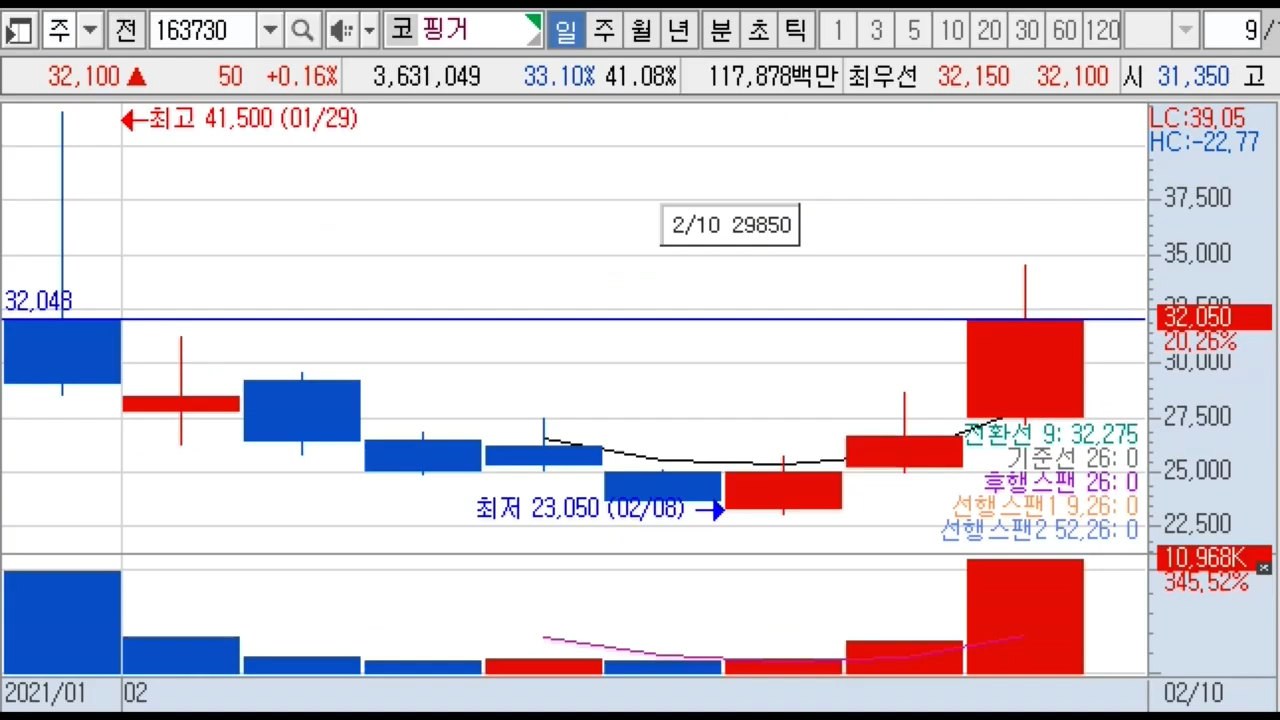 주 전 163730 코 핑거 일 주 월 년 분 초 틱 1 3 5 10 20 30 60 120 9/
32,100 ▲ 50 +0.16% 3,631,049 33.10% 41.08% 117,878백만 최우선 32,150 32,100 시 31,350 고
←최고 41,500 (01/29)
LC:39.05
HC:-22.77
37,500
2/10 29850
35,000
32,048
32,500
32,050
20.26%
30,000
27,500
전환선 9: 32,275
기준선 26: 0
25,000
후행스팬 26: 0
선행스팬1 9,26: 0
최저 23,050 (02/08) →
22,500
선행스팬2 52,26: 0
10,968K
345.52%
2021/01 02 02/10